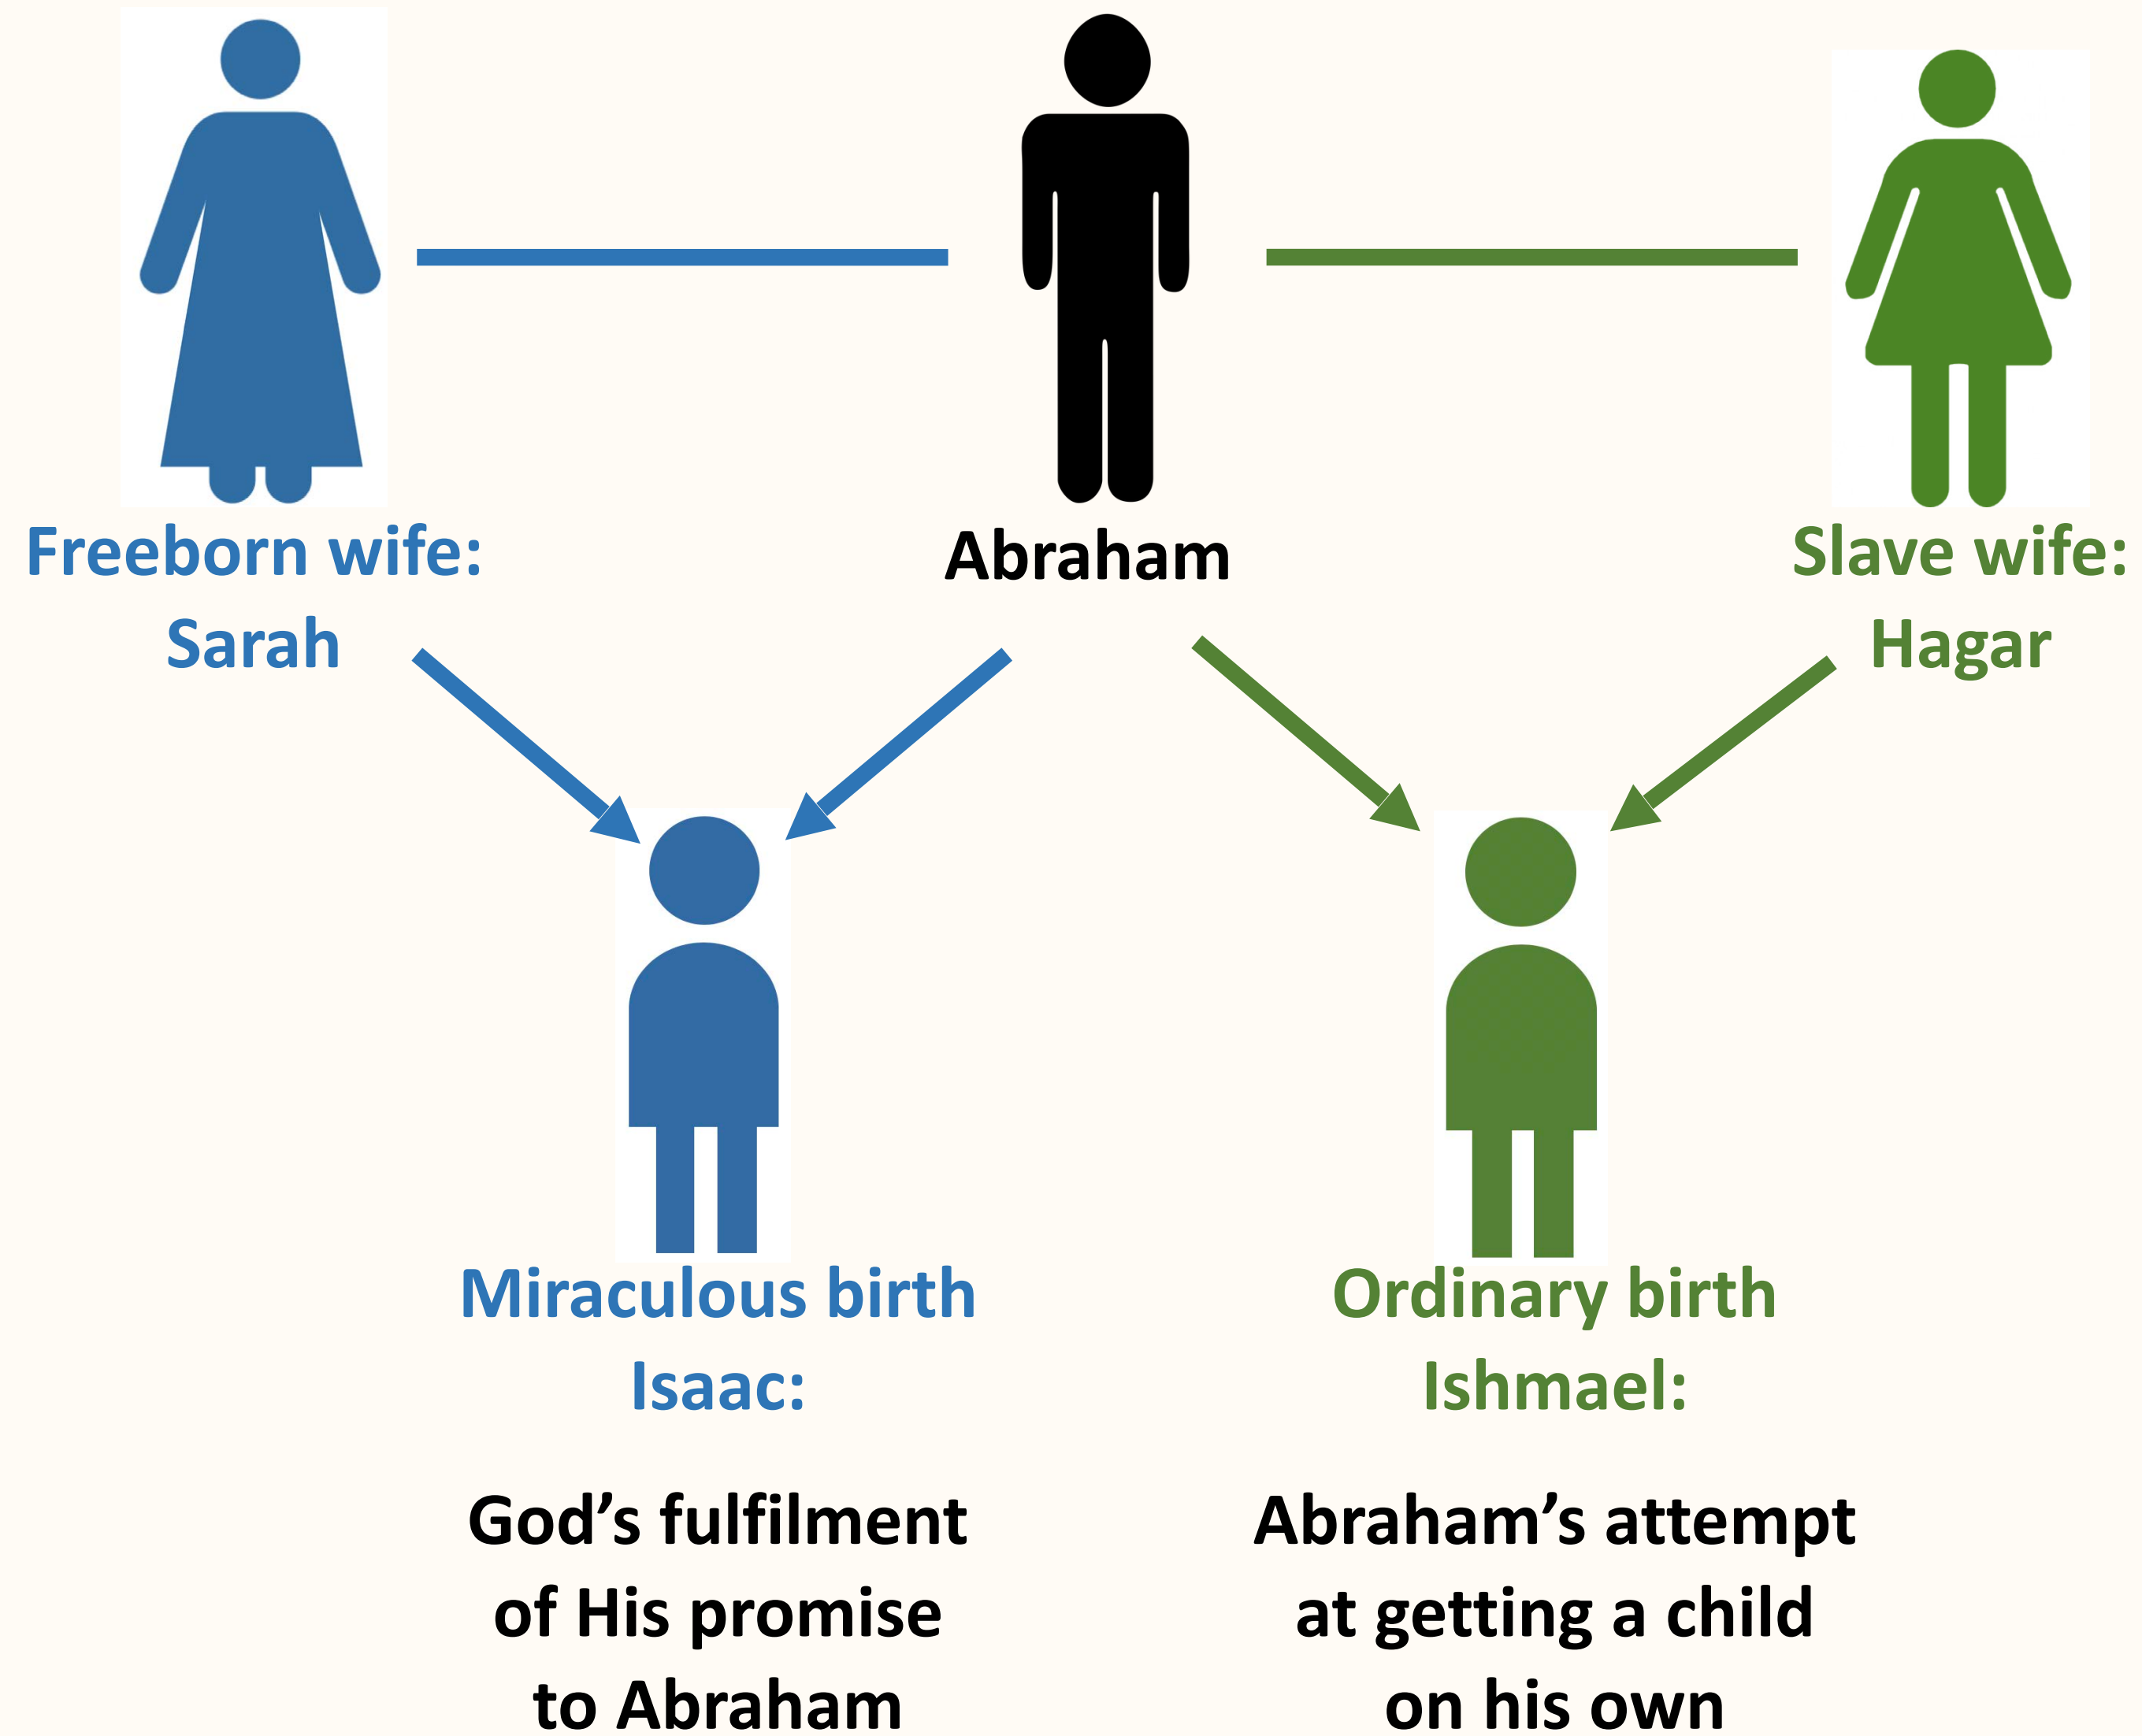 Freeborn wife:
Sarah
Abraham
Slave wife:
Hagar
Miraculous birth
Isaac:
God’s fulfilment
of His promise
to Abraham
Ordinary birth
Ishmael:
Abraham’s attempt
at getting a child
on his own